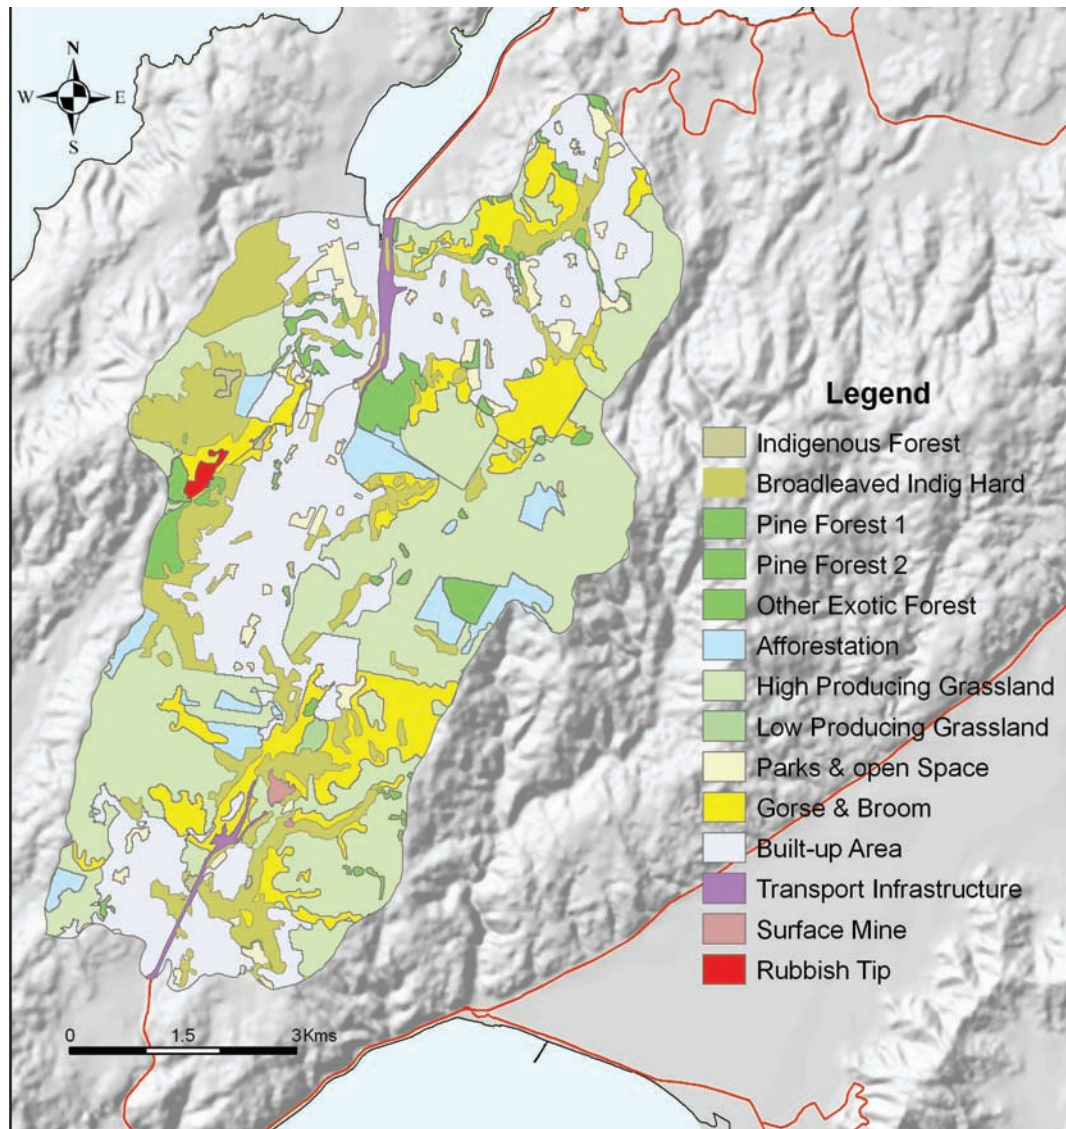 N
W E
S
Legend
Indigenous Forest
Broadleaved Indig Hard
Pine Forest 1
Pine Forest 2
Other Exotic Forest
Afforestation
High Producing Grassland
Low Producing Grassland
Parks & open Space
Gorse & Broom
Built-up Area
Transport Infrastructure
Surface Mine
Rubbish Tip
0 1.5 3Kms